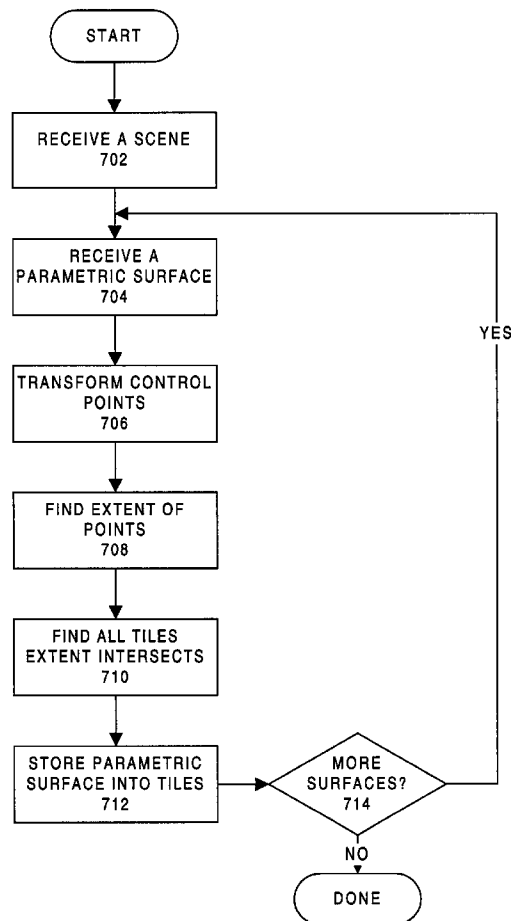 START
RECEIVE A SCENE
702
RECEIVE A
PARAMETRIC SURFACE
704
YES
TRANSFORM CONTROL
POINTS
706
FIND EXTENT OF
POINTS
708
FIND ALL TILES
EXTENT INTERSECTS
710
STORE PARAMETRIC
SURFACE INTO TILES
712
MORE
SURFACES?
714
NO
DONE